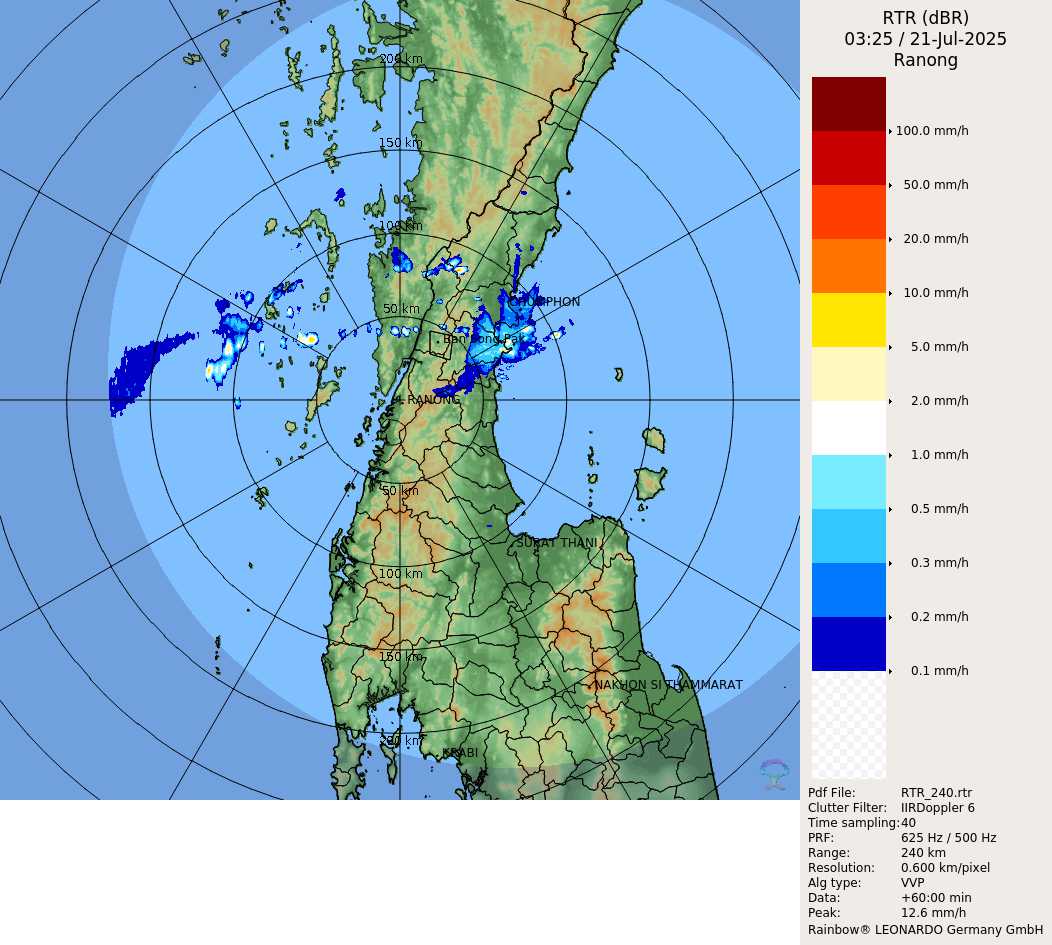 RTR (dBR)
03:25 / 21-Jul-2025
Ranong
200 km
150 km
100 km
50 km
CHUMPHON
Ban Pong Pak
RANONG
50 km
SURAT THANI
100 km
150 km
NAKHON SI THAMMARAT
200 km
KRABI
100.0 mm/h
50.0 mm/h
20.0 mm/h
10.0 mm/h
5.0 mm/h
2.0 mm/h
1.0 mm/h
0.5 mm/h
0.3 mm/h
0.2 mm/h
0.1 mm/h
Pdf File: RTR_240.rtr
Clutter Filter: IIRDoppler 6
Time sampling:40
PRF: 625 Hz / 500 Hz
Range: 240 km
Resolution: 0.600 km/pixel
Alg type: VVP
Data: +60:00 min
Peak: 12.6 mm/h
Rainbow® LEONARDO Germany GmbH